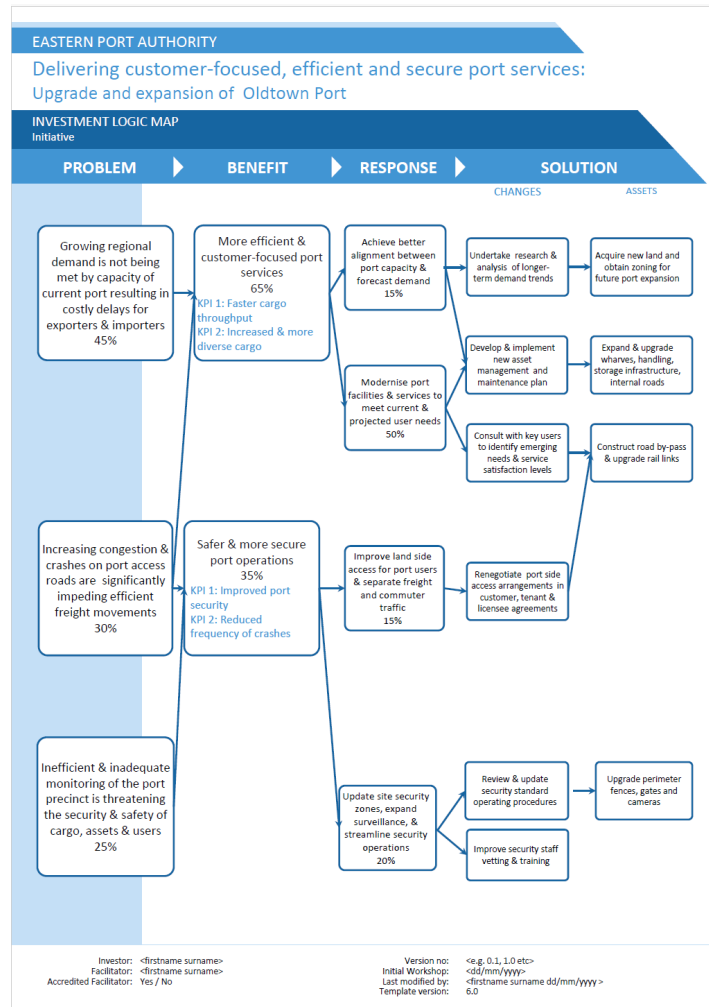 EASTERN PORT AUTHORITY
Delivering customer-focused, efficient and secure port services:
Upgrade and expansion of Oldtown Port
INVESTMENT LOGIC MAP
Initiative
PROBLEM
BENEFIT
RESPONSE
SOLUTION
CHANGES
ASSETS
Growing regional
demand is not being
met by capacity of
current port resulting in
costly delays for
exporters & importers
45%
Increasing congestion &
crashes on port access
roads are significantly
impeding efficient
freight movements
30%
Inefficient & inadequate
monitoring of the port
precinct is threatening
the security & safety of
cargo, assets & users
25%
More efficient &
customer-focused port
services
65%
KPI 1: Faster cargo
throughput
KPI 2: Increased & more
diverse cargo
Safer & more secure
port operations
35%
KPI 1: Improved port
security
KPI 2: Reduced
frequency of crashes
Achieve better
alignment between
port capacity &
forecast demand
15%
Modernise port
facilities & services to
meet current &
projected user needs
50%
Improve land side
access for port users
& separate freight
and commuter
traffic
15%
Update site security
zones, expand
surveillance, &
streamline security
operations
20%
Undertake research &
analysis of longer-
term demand trends
Develop & implement
new asset
management and
maintenance plan
Consult with key users
to identify emerging
needs & service
satisfaction levels
Renegotiate port side
access arrangements in
customer, tenant &
licensee agreements
Review & update
security standard
operating procedures
Improve security staff
vetting & training
Acquire new land and
obtain zoning for
future port expansion
Expand & upgrade
wharves, handling,
storage infrastructure,
internal roads
Construct road by-pass
& upgrade rail links
Upgrade perimeter
fences, gates and
cameras
Investor: <firstname surname>
Facilitator: <firstname surname>
Accredited Facilitator: Yes / No
Version no: <e.g. 0.1, 1.0 etc>
Initial Workshop: <dd/mm/yyyy>
Last modified by: <firstname surname dd/mm/yyyy >
Template version: 6.0